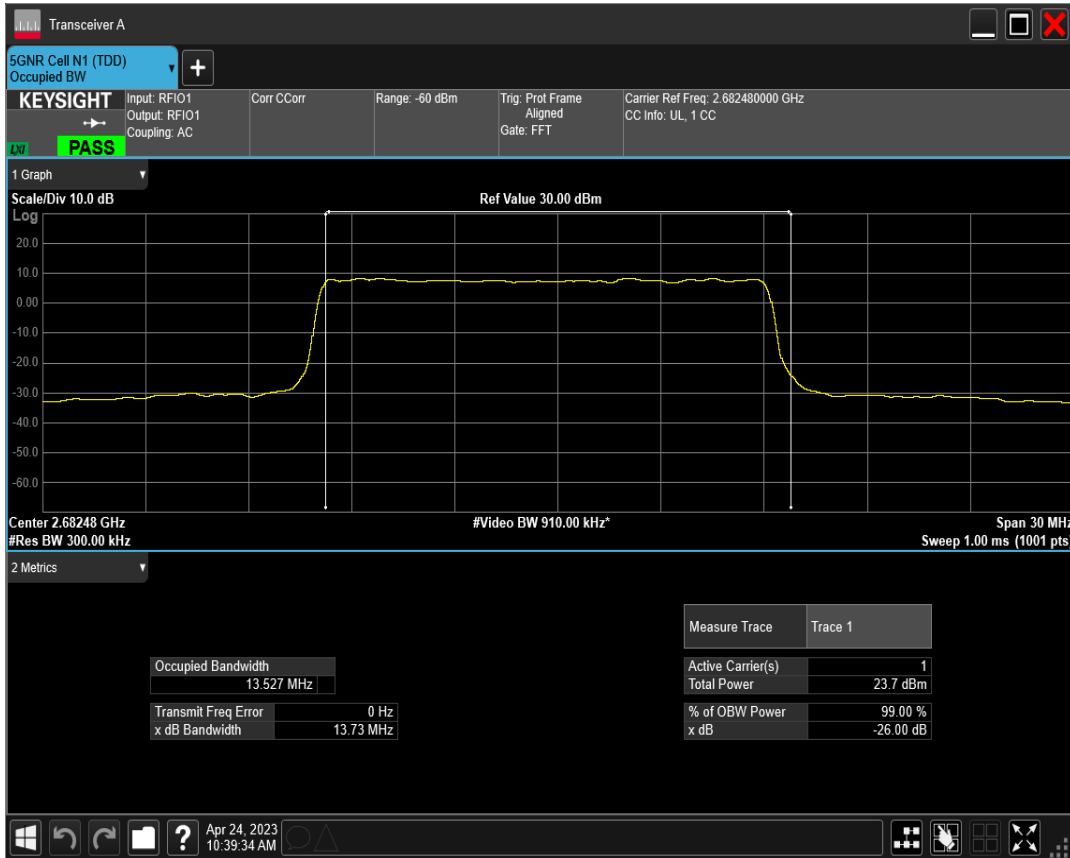 Transceiver A
5GNR Cell N1 (TDD)
Occupied BW
+
KEYSIGHT
LXI
PASS
Input: RFIO1
Output: RFIO1
Coupling: AC
Corr CCorr
Range: -60 dBm
Trig: Prot Frame
Aligned
Gate: FFT
Carrier Ref Freq: 2.682480000 GHz
CC Info: UL, 1 CC
1 Graph
Scale/Div 10.0 dB
Ref Value 30.00 dBm
Log
20.0
10.0
0.00
-10.0
-20.0
-30.0
-40.0
-50.0
-60.0
Center 2.68248 GHz
#Video BW 910.00 kHz*
Span 30 MHz
#Res BW 300.00 kHz
Sweep 1.00 ms (1001 pts)
2 Metrics
Measure Trace Trace 1
Occupied Bandwidth
13.527 MHz
Active Carrier(s) 1
Total Power 23.7 dBm
Transmit Freq Error 0 Hz
x dB Bandwidth 13.73 MHz
% of OBW Power 99.00 %
x dB -26.00 dB
?
Apr 24, 2023
10:39:34 AM